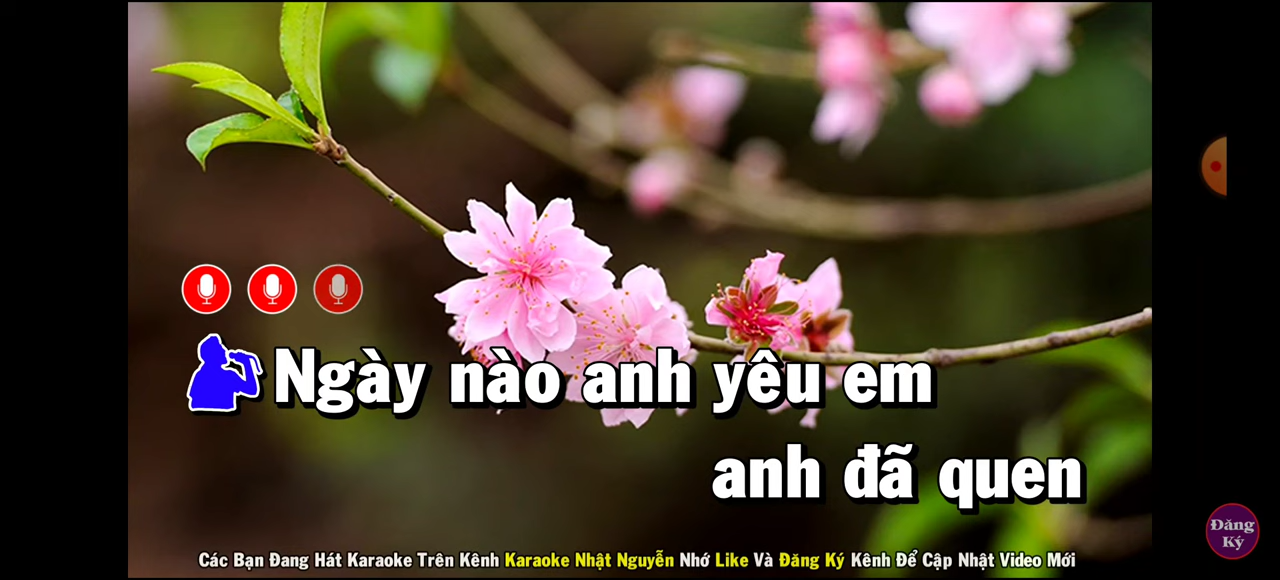 Ngày nào anh yêu em
anh đã quen
Đăng
Ký
Các Bạn Đang Hát Karaoke Trên Kênh Karaoke Nhật Nguyễn Nhớ Like Và Đăng Ký Kênh Để Cập Nhật Video Mới